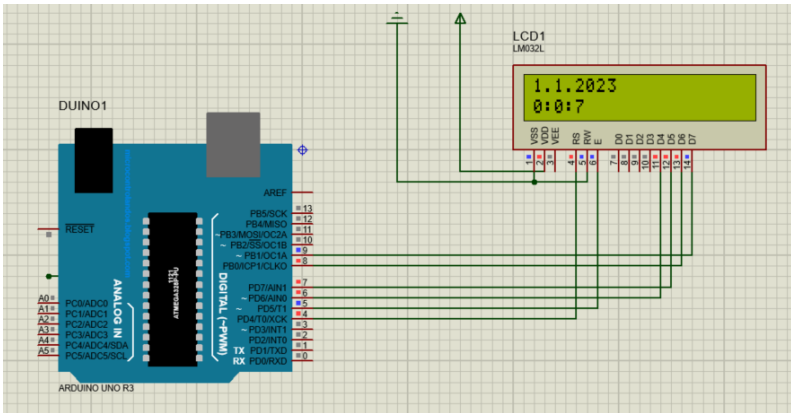 LCD1
LM032L
1.1.2023
0:0:7
VSS
VDD
VEE
RS
RW
E
D0
D1
D2
D3
D4
D5
D6
D7
1
2
3
4
5
6
7
8
9
10
11
12
13
14
DUINO1
AREF
RESET
PB5/SCK 13
PB4/MISO 12
~PB3/MOSI/OC2A 11
~ PB2/SS/OC1B 10
~ PB1/OC1A 9
PB0/ICP1/CLKO 8
PD7/AIN1 7
~ PD6/AIN0 6
~ PD5/T1 5
PD4/T0/XCK 4
~ PD3/INT1 3
PD2/INT0 2
TX PD1/TXD 1
RX PD0/RXD 0
A0 PC0/ADC0
A1 PC1/ADC1
A2 PC2/ADC2
A3 PC3/ADC3
A4 PC4/ADC4/SDA
A5 PC5/ADC5/SCL
ANALOG IN
ATMEGA328P-PU
1121
DIGITAL (~PWM)
ARDUINO UNO R3